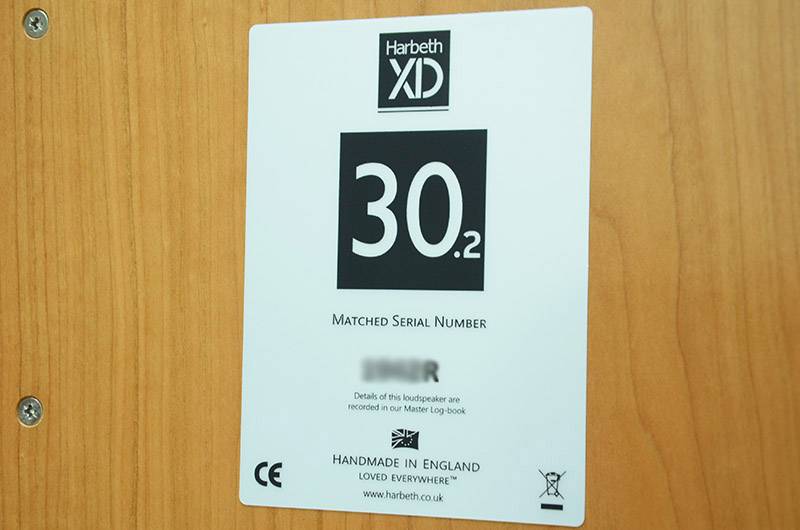 Harbeth
XD
30.2
MATCHED SERIAL NUMBER
Details of this loudspeaker are
recorded in our Master Log-book
HANDMADE IN ENGLAND
LOVED EVERYWHERE™
www.harbeth.co.uk
CE